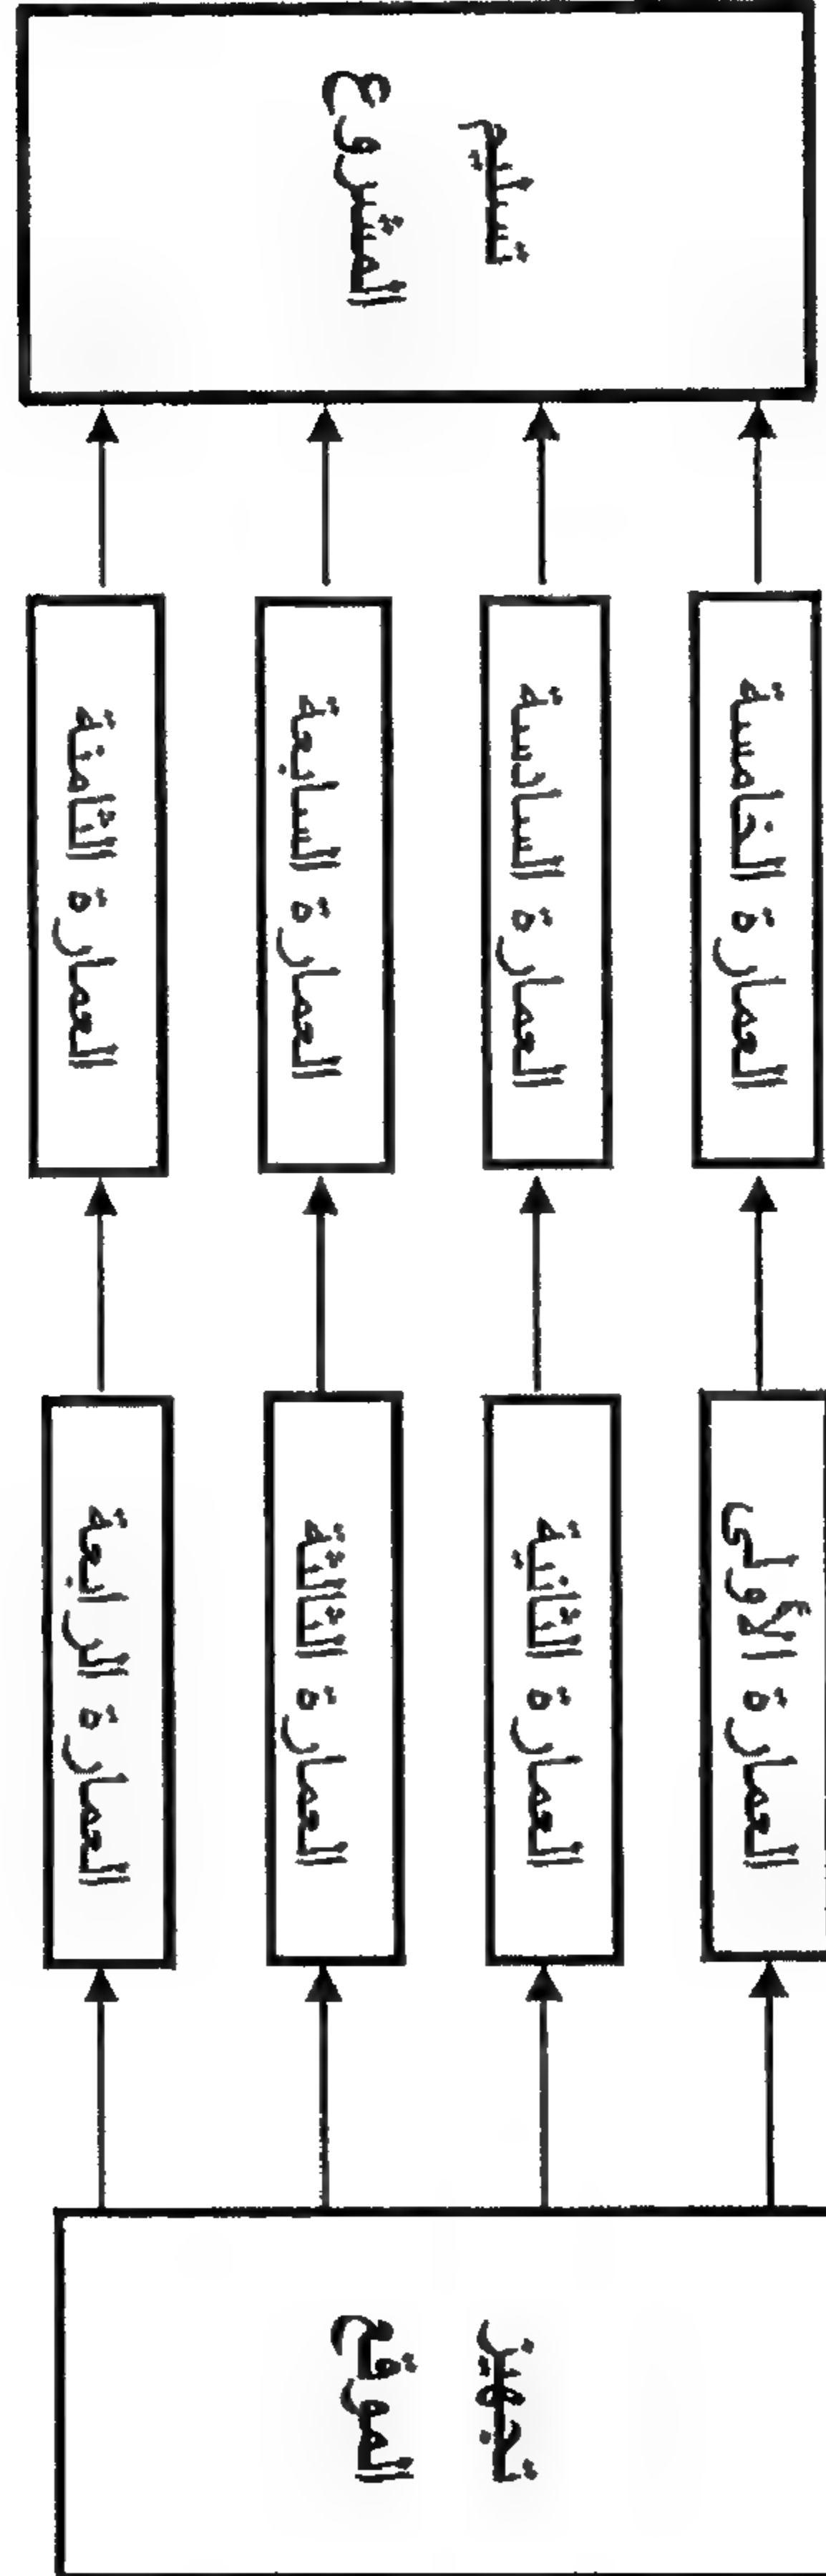 تجهيز
الموقع
العمارة الأولى
العمارة الثانية
العمارة الثالثة
العمارة الرابعة
العمارة الخامسة
العمارة السادسة
العمارة السابعة
العمارة الثامنة
تسليم
المشروع